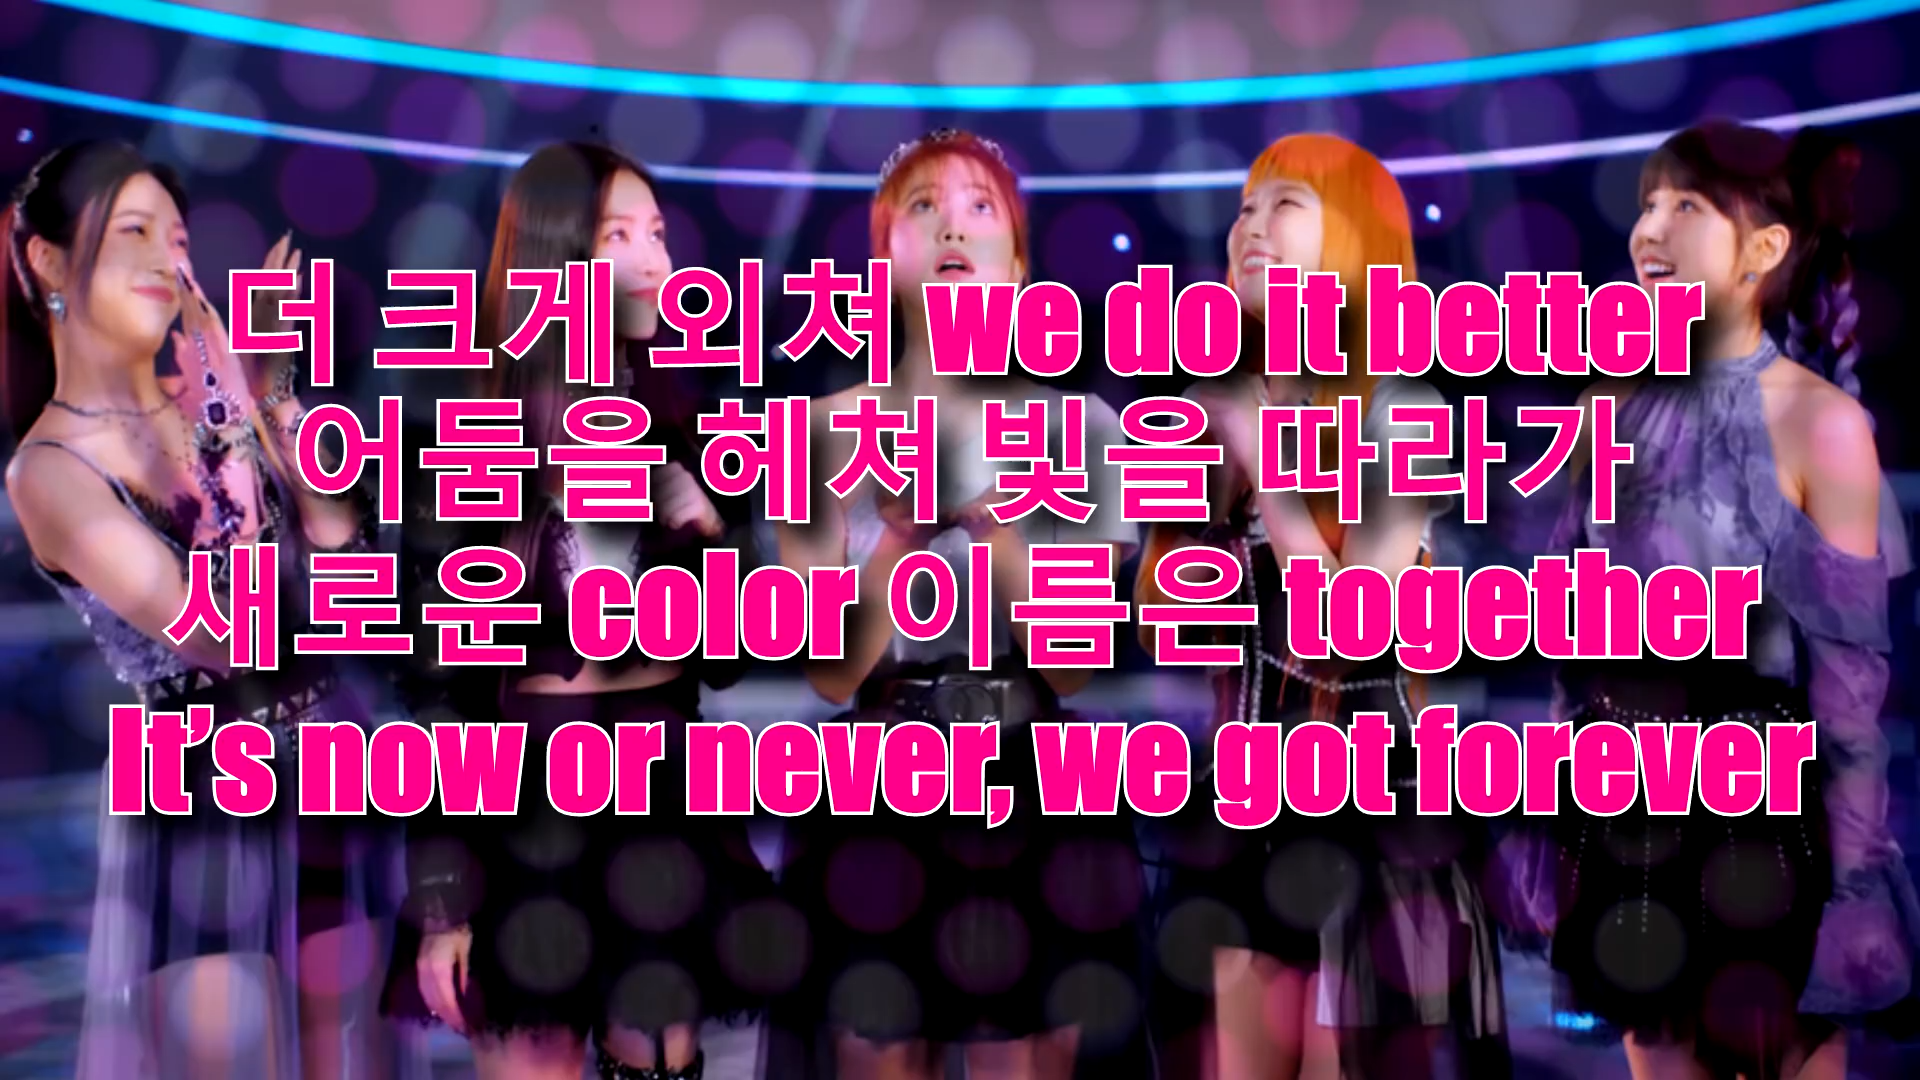 더 크게 외쳐 we do it better
어둠을 헤쳐 빛을 따라가
새로운 color 이름은 together
It’s now or never, we got forever